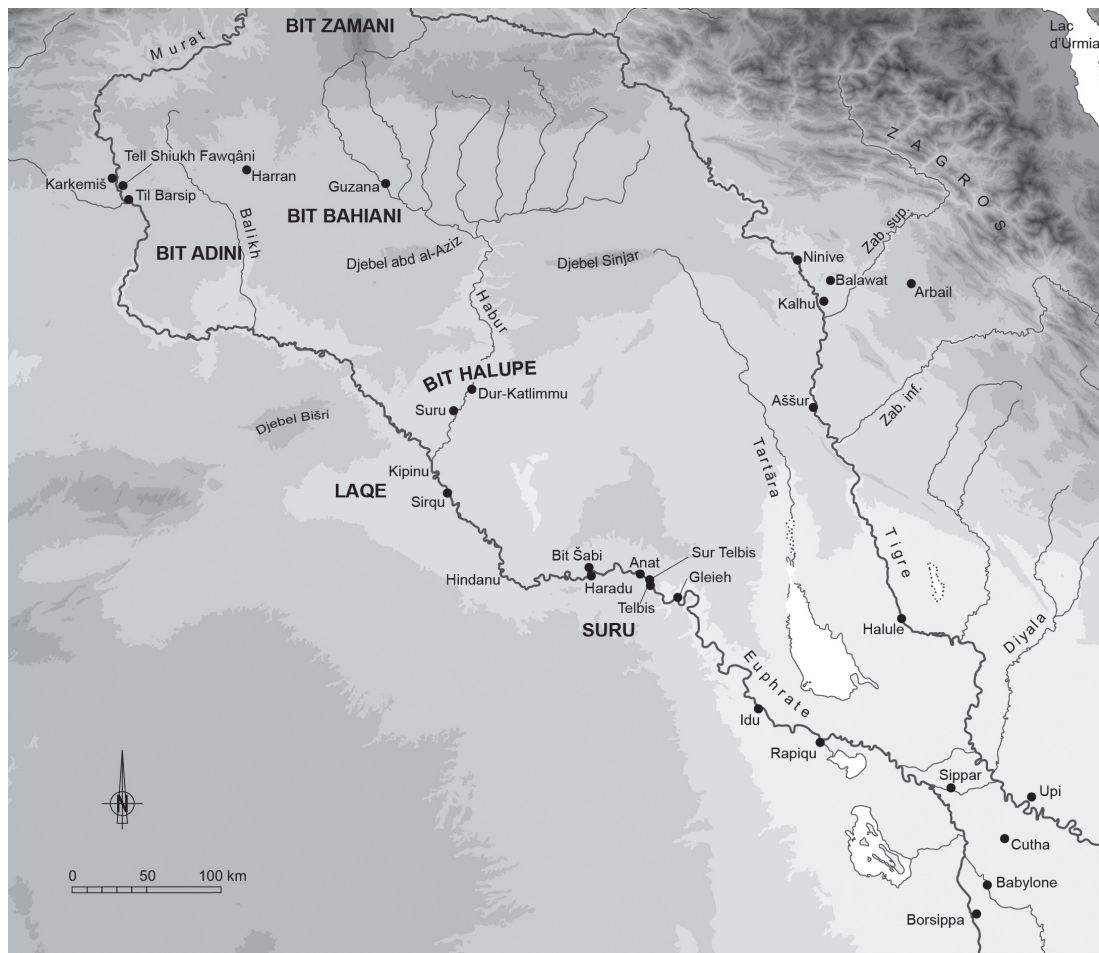 BIT ZAMANI
Lac
d'Urmia
Murat
ZAGROS
Tell Shiukh Fawqâni
Karkemiš
Til Barsip
Harran
Guzana
BIT BAHIANI
Balikh
BIT ADINI
Djebel abd al-Aziz
Djebel Sinjar
Zab. sup.
Ninive
Balawat
Arbail
Kalhu
Habur
BIT HALUPE
Dur-Katlimmu
Suru
Djebel Bišri
Aššur
Zab. inf.
Tartāra
Kipinu
LAQE
Sirqu
Tigre
Bit Šabi
Anat
Sur Telbis
Hindanu
Haradu
Gleieh
Telbis
SURU
Halule
Diyala
Euphrate
Idu
Rapiqu
Sippar
Upi
N
Cutha
0 50 100 km
Babylone
Borsippa